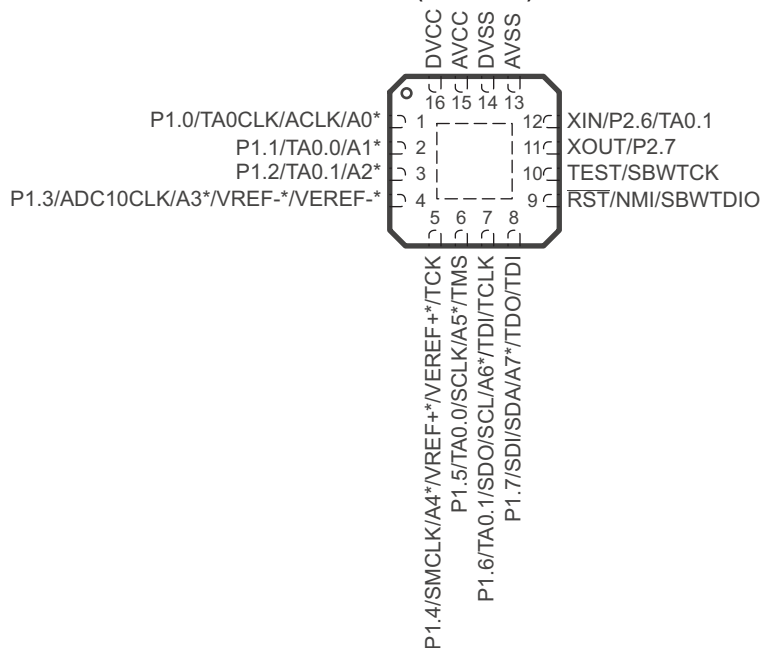 DVCC
AVCC
DVSS
AVSS
16 15 14 13
P1.0/TA0CLK/ACLK/A0* 1
P1.1/TA0.0/A1* 2
P1.2/TA0.1/A2* 3
P1.3/ADC10CLK/A3*/VREF-*/VEREF-* 4
12 XIN/P2.6/TA0.1
11 XOUT/P2.7
10 TEST/SBWTCK
9 RST/NMI/SBWTDIO
5 6 7 8
P1.4/SMCLK/A4*/VREF+*/VEREF+*/TCK
P1.5/TA0.0/SCLK/A5*/TMS
P1.6/TA0.1/SDO/SCL/A6*/TDI/TCLK
P1.7/SDI/SDA/A7*/TDO/TDI